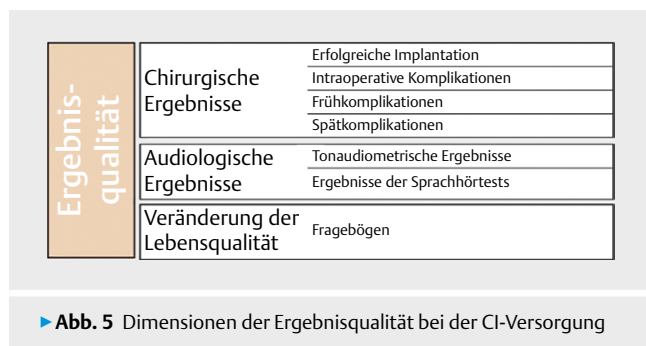 Ergebnis-
qualität
Chirurgische
Ergebnisse
Erfolgreiche Implantation
Intraoperative Komplikationen
Frühkomplikationen
Spätkomplikationen
Audiologische
Ergebnisse
Tonaudiometrische Ergebnisse
Ergebnisse der Sprachhörtests
Veränderung der
Lebensqualität
Fragebögen
▶ Abb. 5 Dimensionen der Ergebnisqualität bei der CI-Versorgung